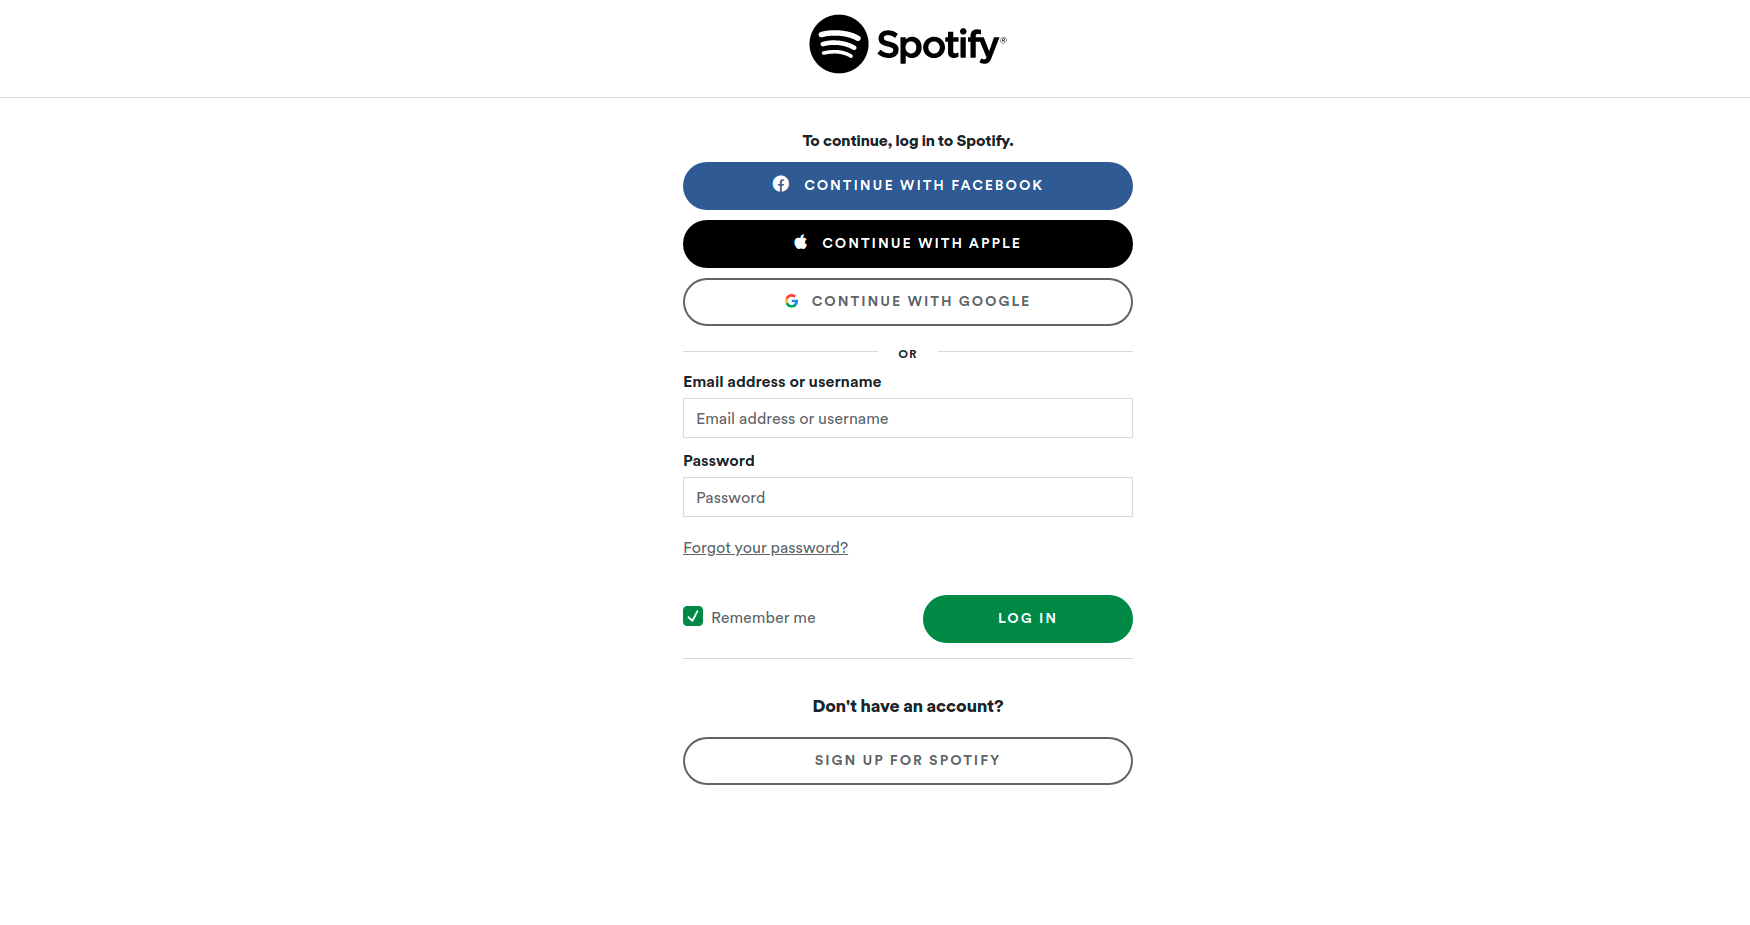 Spotify®
To continue, log in to Spotify.
CONTINUE WITH FACEBOOK
CONTINUE WITH APPLE
CONTINUE WITH GOOGLE
OR
Email address or username
Email address or username
Password
Password
Forgot your password?
Remember me
LOG IN
Don't have an account?
SIGN UP FOR SPOTIFY